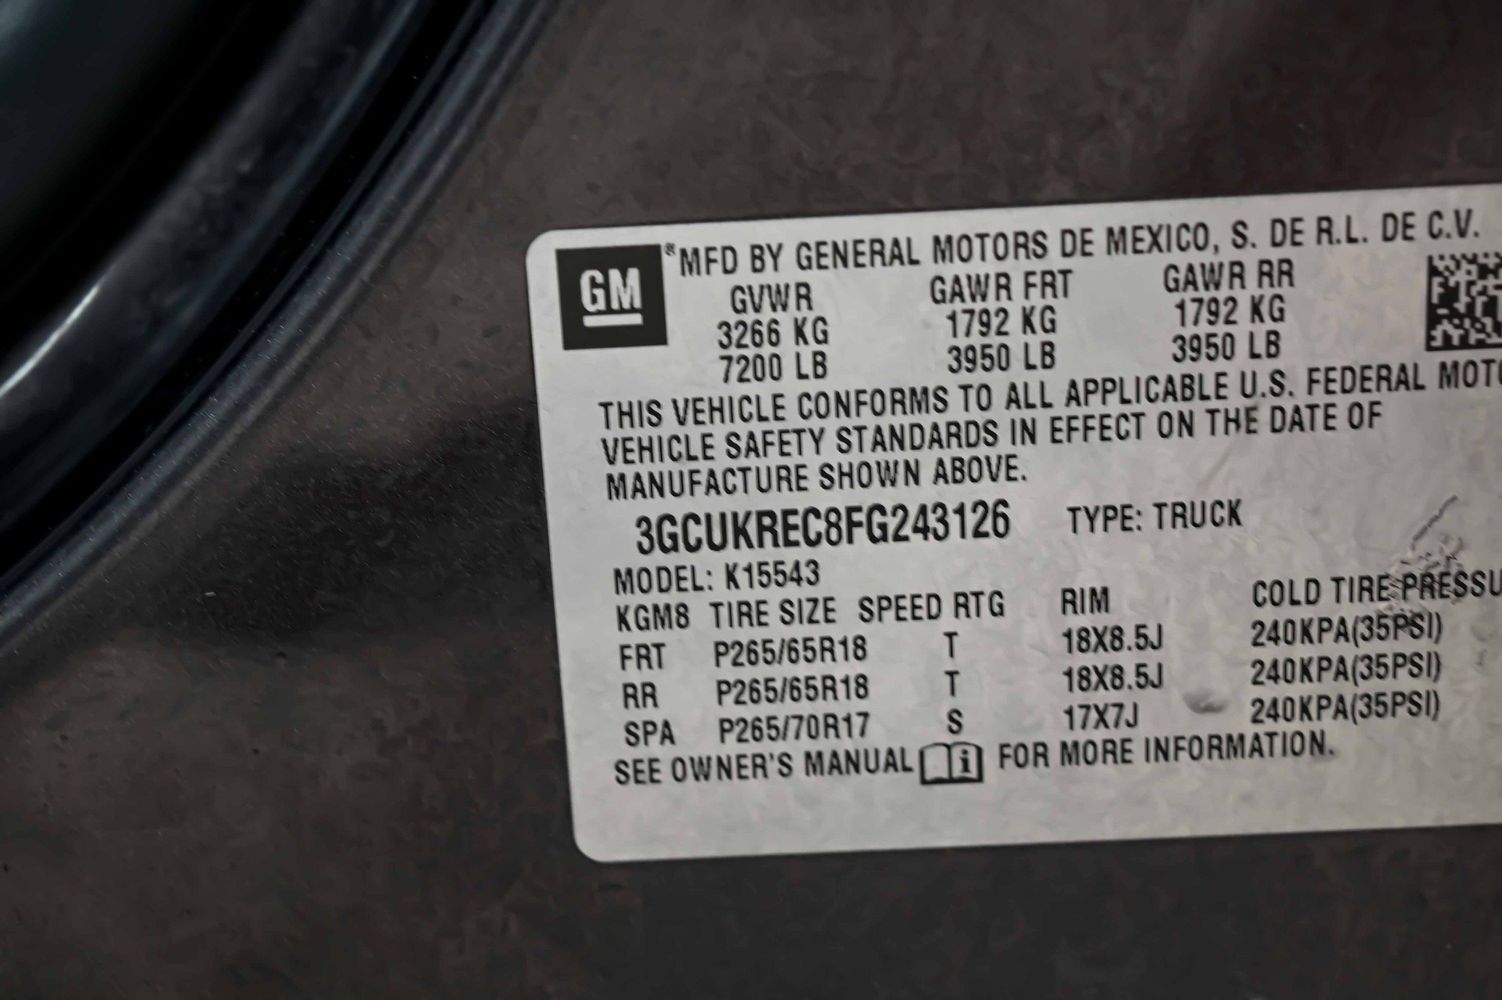 GM
® MFD BY GENERAL MOTORS DE MEXICO, S. DE R.L. DE C.V.
GVWR GAWR FRT GAWR RR
3266 KG 1792 KG 1792 KG
7200 LB 3950 LB 3950 LB
THIS VEHICLE CONFORMS TO ALL APPLICABLE U.S. FEDERAL MOTO
VEHICLE SAFETY STANDARDS IN EFFECT ON THE DATE OF
MANUFACTURE SHOWN ABOVE.
3GCUKREC8FG243126 TYPE: TRUCK
MODEL: K15543
KGM8 TIRE SIZE SPEED RTG RIM COLD TIRE PRESSU
FRT P265/65R18 T 18X8.5J 240KPA(35PSI)
RR P265/65R18 T 18X8.5J 240KPA(35PSI)
SPA P265/70R17 S 17X7J 240KPA(35PSI)
SEE OWNER'S MANUAL i FOR MORE INFORMATION.